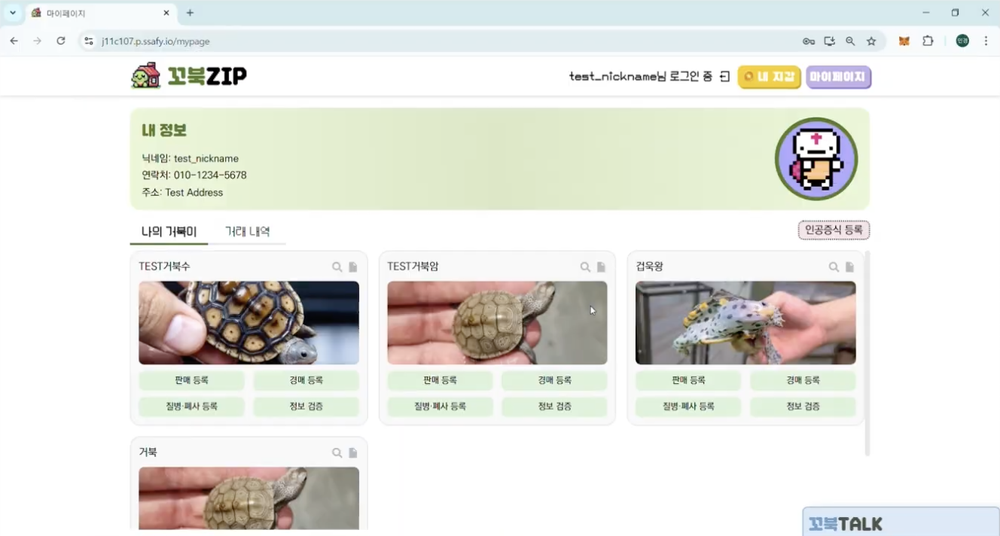 마이페이지
j11c107.p.ssafy.io/mypage
민경
꼬북ZIP
test_nickname님 로그인 중
내 지갑
마이페이지
내 정보
닉네임: test_nickname
연락처: 010-1234-5678
주소: Test Address
나의 거북이
거래 내역
인공증식 등록
TEST거북수
TEST거북암
겁욱왕
판매 등록
경매 등록
판매 등록
경매 등록
판매 등록
경매 등록
질병·폐사 등록
정보 검증
질병·폐사 등록
정보 검증
질병·폐사 등록
정보 검증
거북
꼬북TALK